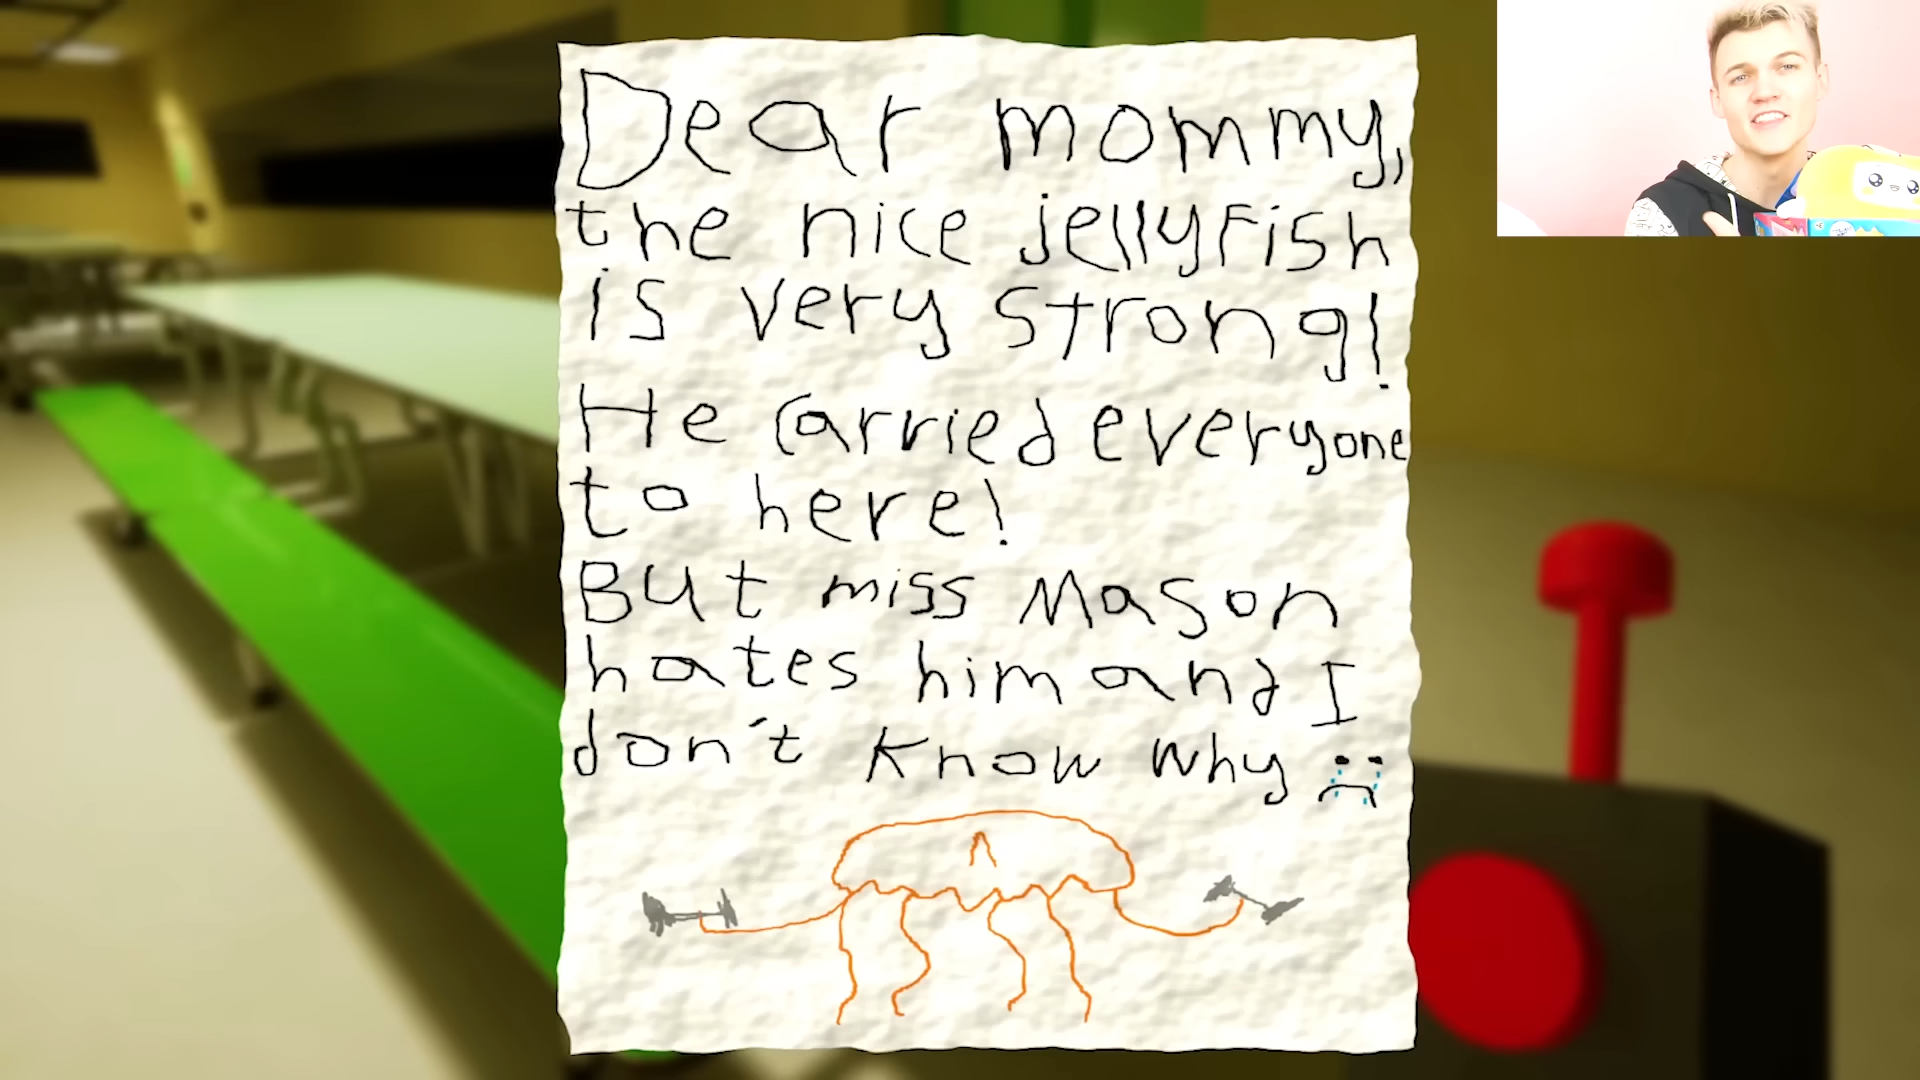 Dear mommy,
the nice jellyfish
is very strong!
He carried everyone
to here!
But miss Mason
hates him and I
don't know why